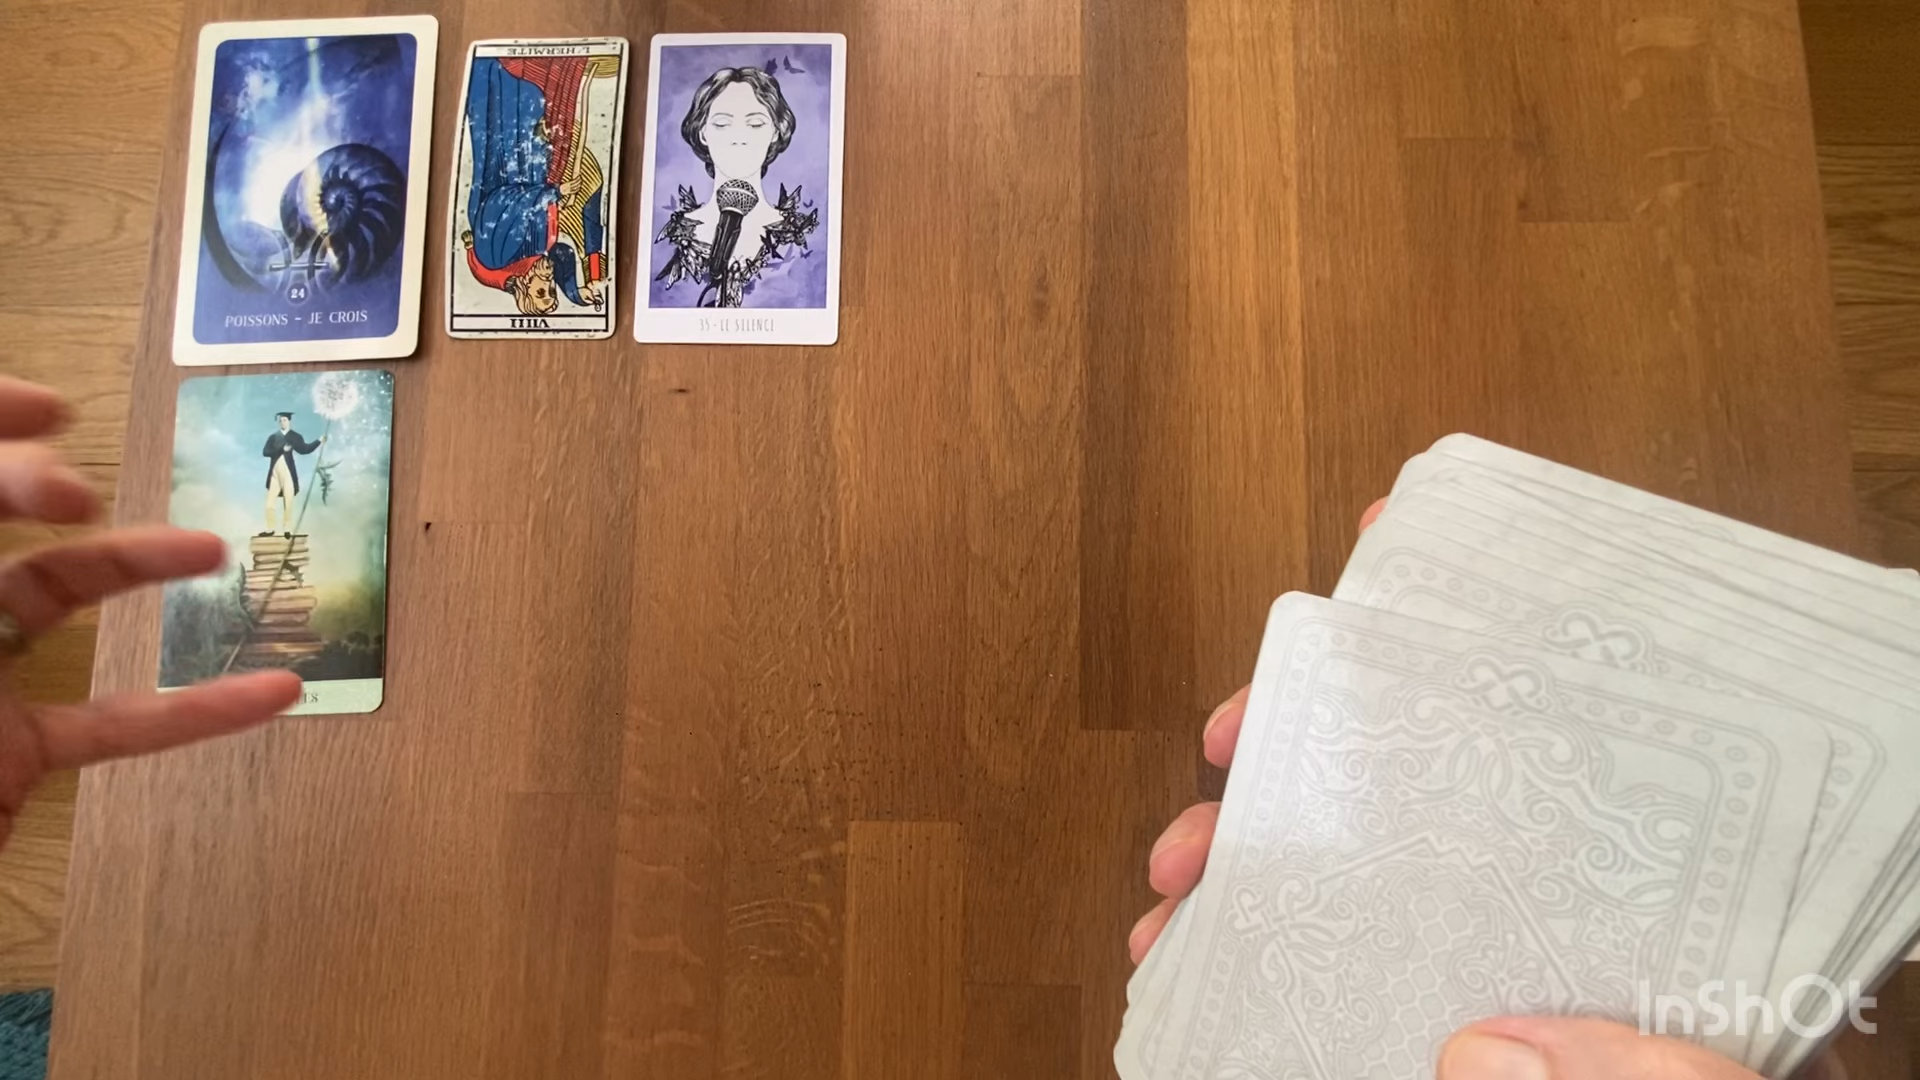 L'HERMITE
VIIII
24
POISSONS - JE CROIS
35 - LE SILENCE
InShOt